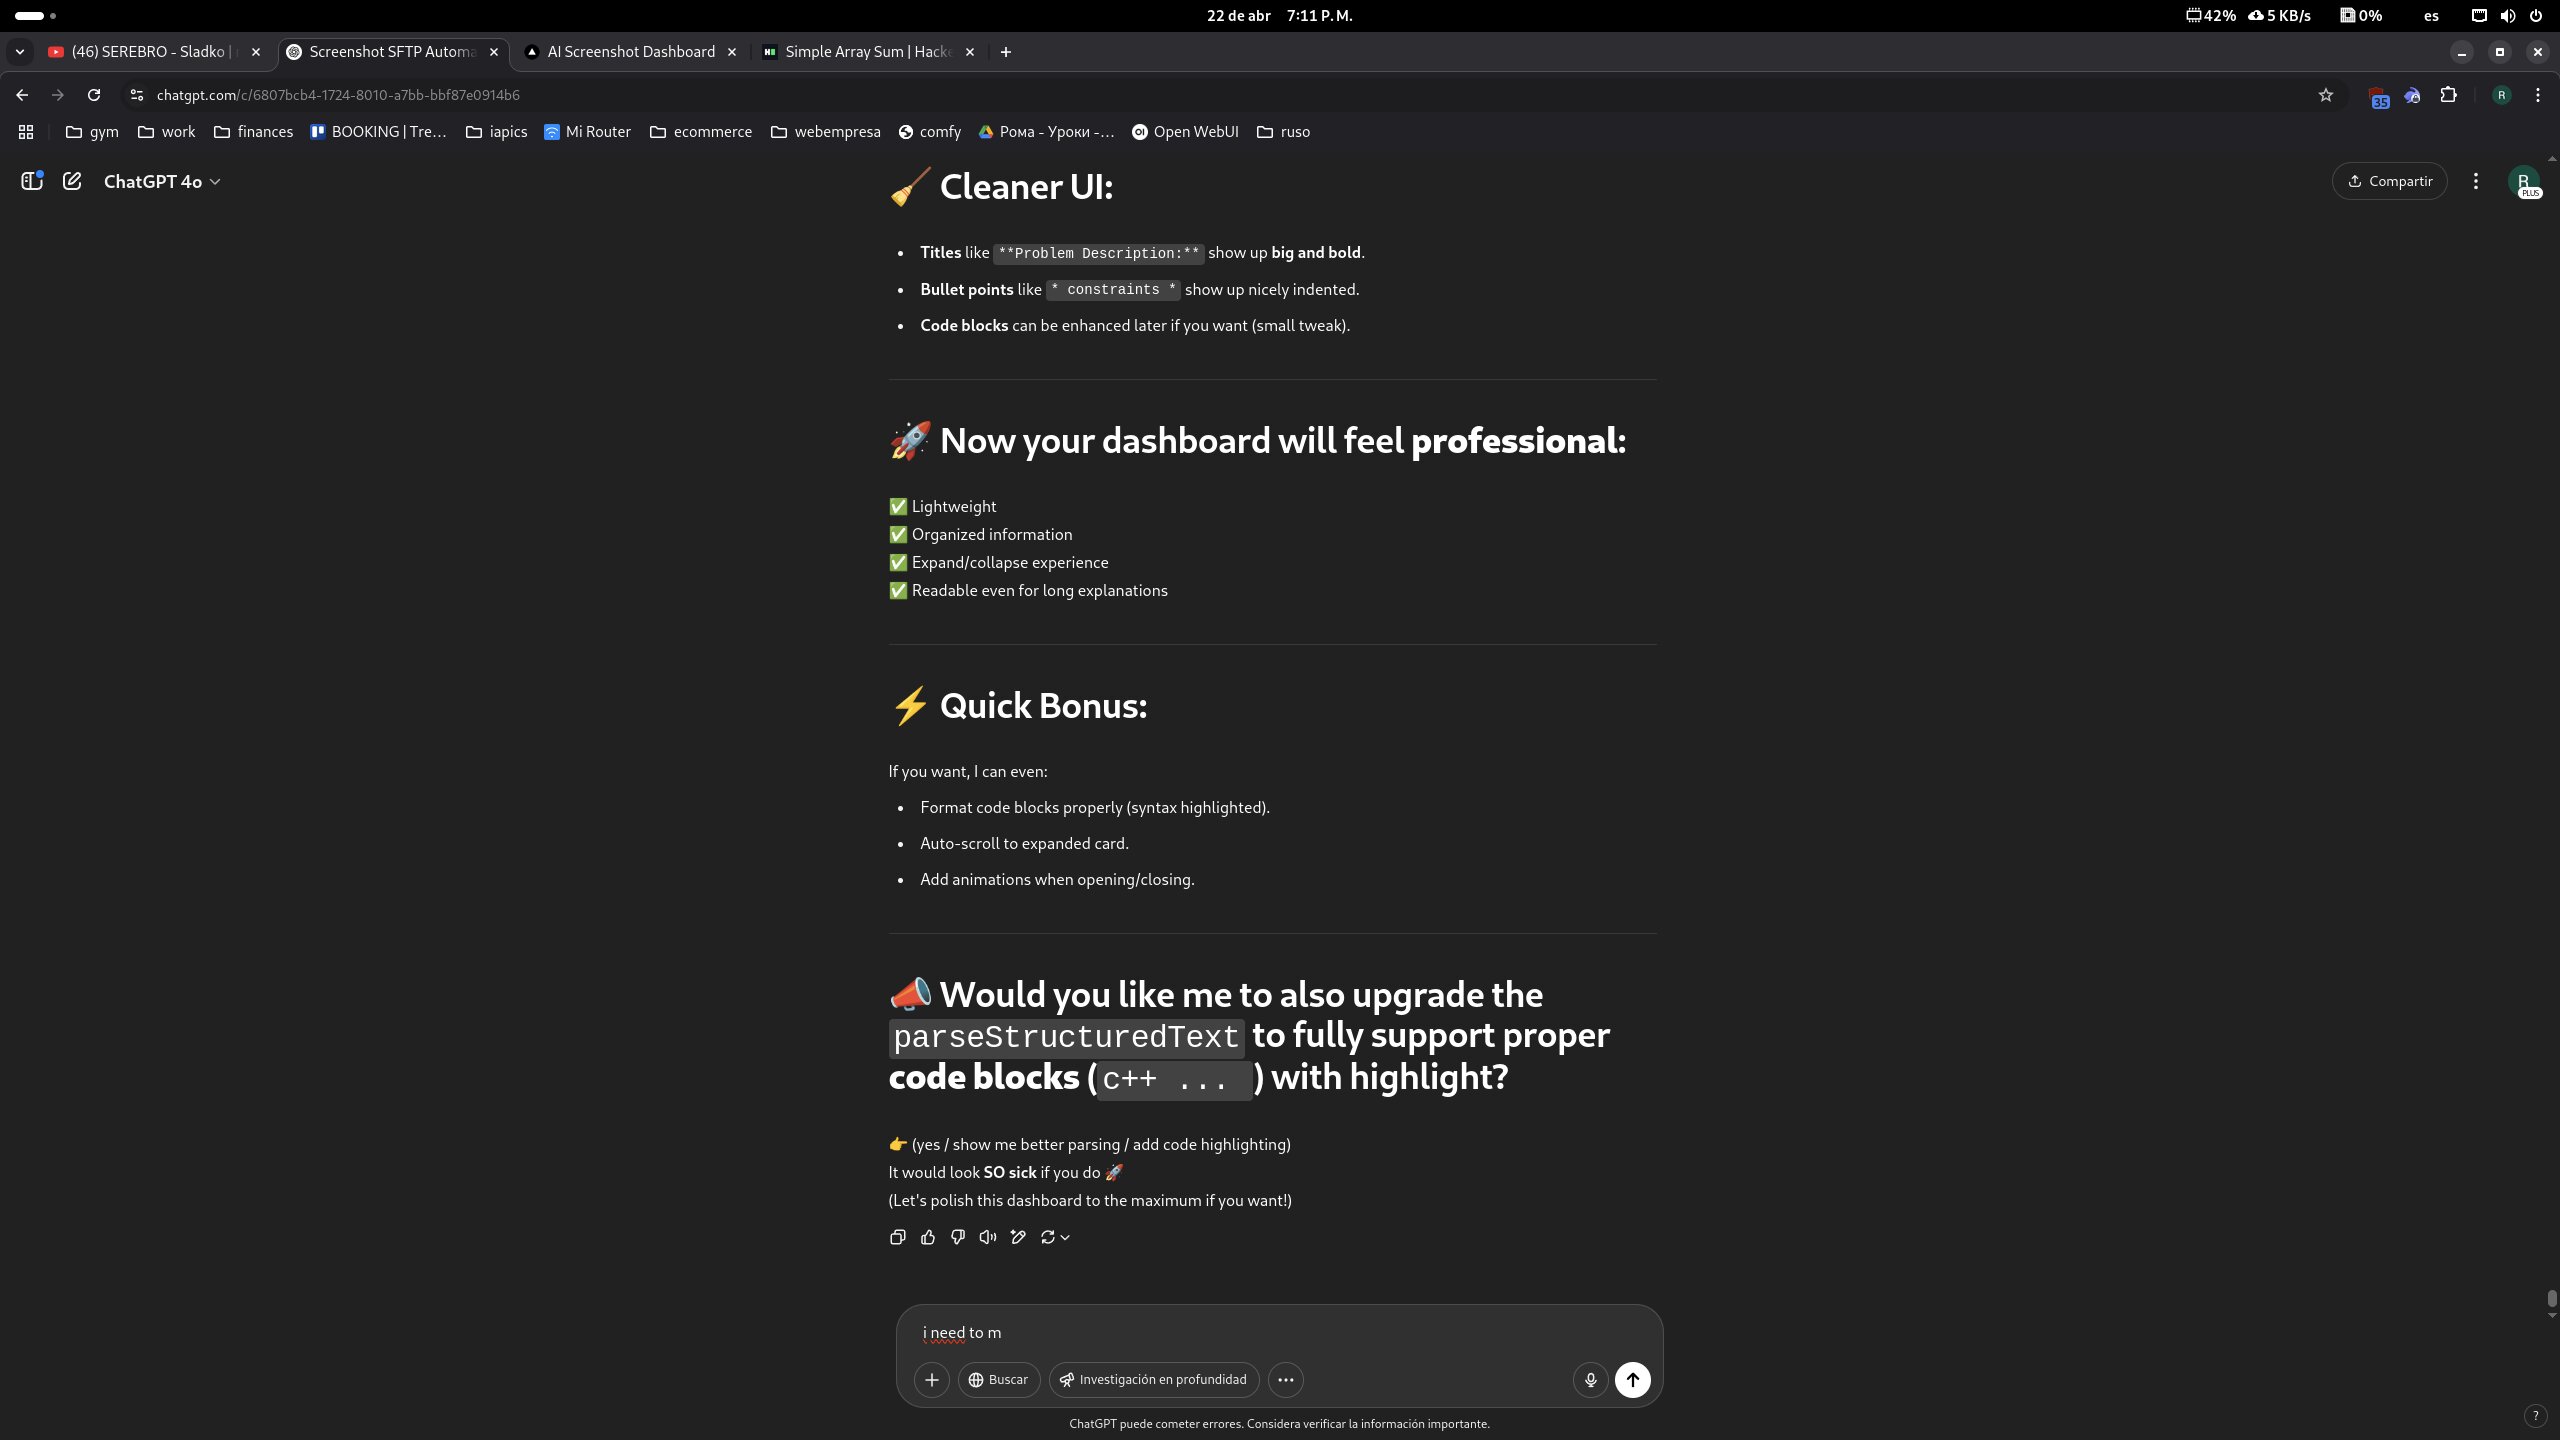 22 de abr 7:11 P. M.
42% 5 KB/s 0% es
(46) SEREBRO - Sladko |
Screenshot SFTP Automa
AI Screenshot Dashboard
Simple Array Sum | Hacke
chatgpt.com/c/6807bcb4-1724-8010-a7bb-bbf87e0914b6
35
R
gym work finances BOOKING | Tre... iapics Mi Router ecommerce webempresa comfy Рома - Уроки -... Open WebUI ruso
ChatGPT 4o
Compartir
R
PLUS
🧹 Cleaner UI:
• Titles like **Problem Description:** show up big and bold.
• Bullet points like * constraints * show up nicely indented.
• Code blocks can be enhanced later if you want (small tweak).
🚀 Now your dashboard will feel professional:
✅ Lightweight
✅ Organized information
✅ Expand/collapse experience
✅ Readable even for long explanations
⚡ Quick Bonus:
If you want, I can even:
• Format code blocks properly (syntax highlighted).
• Auto-scroll to expanded card.
• Add animations when opening/closing.
📣 Would you like me to also upgrade the
parseStructuredText to fully support proper
code blocks (c++ ... ) with highlight?
👉 (yes / show me better parsing / add code highlighting)
It would look SO sick if you do 🚀
(Let's polish this dashboard to the maximum if you want!)
i need to m
Buscar
Investigación en profundidad
ChatGPT puede cometer errores. Considera verificar la información importante.
?